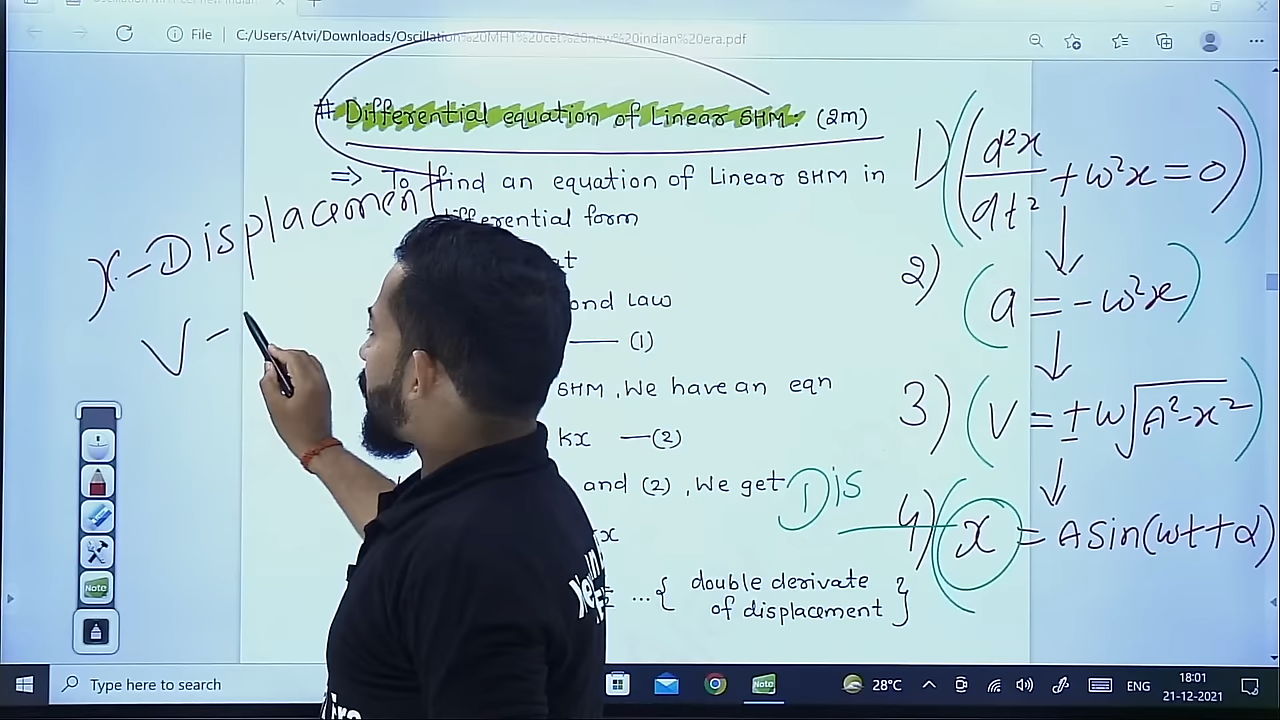 File
C:/Users/Atvi/Downloads/Oscillation%20MHT%20cet%20new%20indian%20era.pdf
# Differential equation of Linear SHM: (2m)
⇒ To find an equation of Linear SHM in
differential form
ond law
— (1)
SHM, We have an eqn
kx — (2)
and (2), We get
...{ double derivate
of displacement }
x - Displacement
V -
1) (d²x/dt² + ω²x = 0)
2) (a = -ω²x)
3) (V = ± ω√A²-x²)
Dis
4) (x = A sin(ωt+α)
Note
Type here to search
Note
28°C
ENG
18:01
21-12-2021